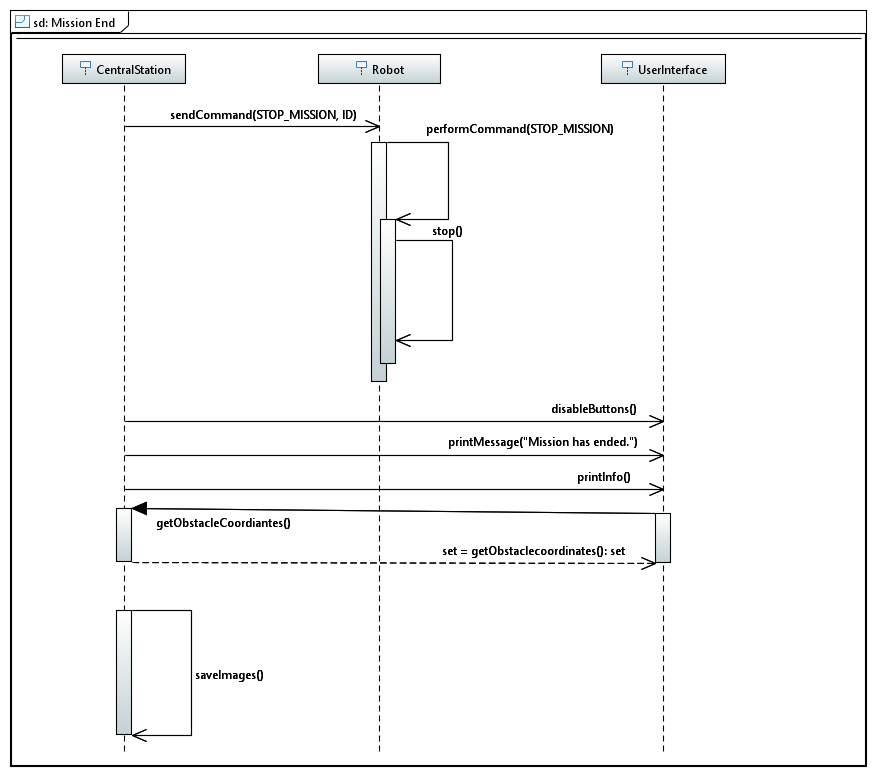 sd: Mission End
CentralStation
Robot
UserInterface
sendCommand(STOP_MISSION, ID)
performCommand(STOP_MISSION)
stop()
disableButtons()
printMessage("Mission has ended.")
printInfo()
getObstacleCoordiantes()
set = getObstaclecoordinates(): set
saveImages()